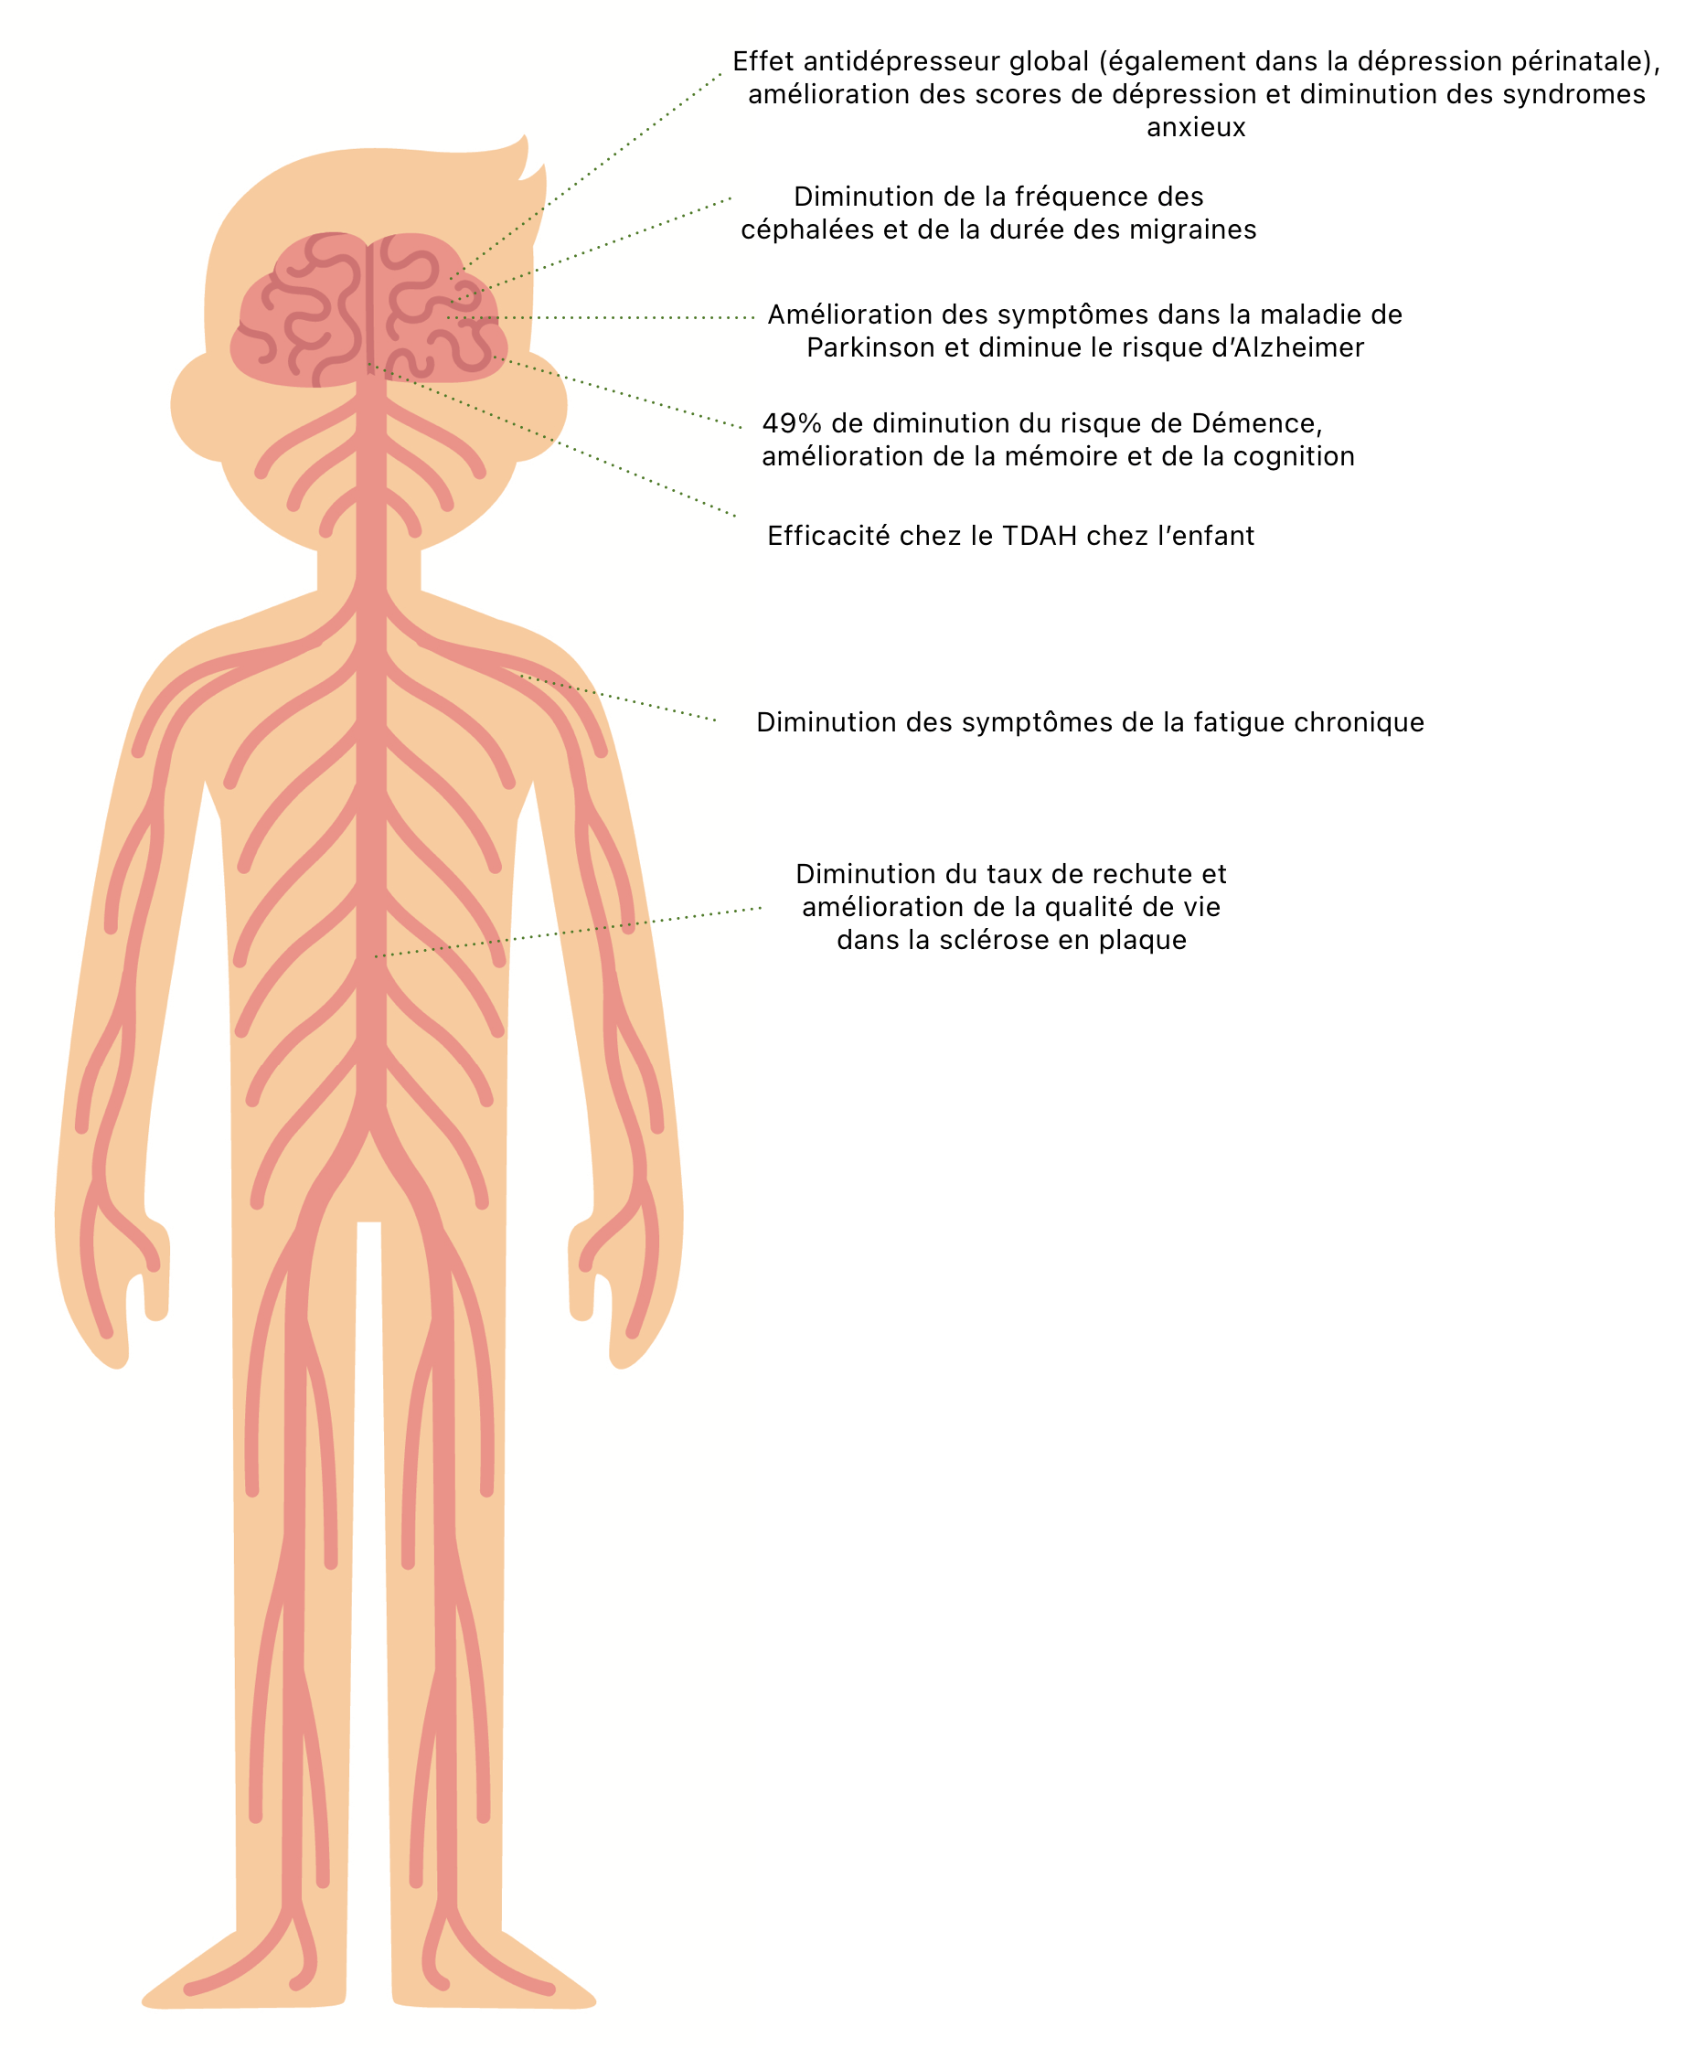 Effet antidépresseur global (également dans la dépression périnatale),
amélioration des scores de dépression et diminution des syndromes
anxieux
Diminution de la fréquence des
céphalées et de la durée des migraines
Amélioration des symptômes dans la maladie de
Parkinson et diminue le risque d’Alzheimer
49% de diminution du risque de Démence,
amélioration de la mémoire et de la cognition
Efficacité chez le TDAH chez l’enfant
Diminution des symptômes de la fatigue chronique
Diminution du taux de rechute et
amélioration de la qualité de vie
dans la sclérose en plaque